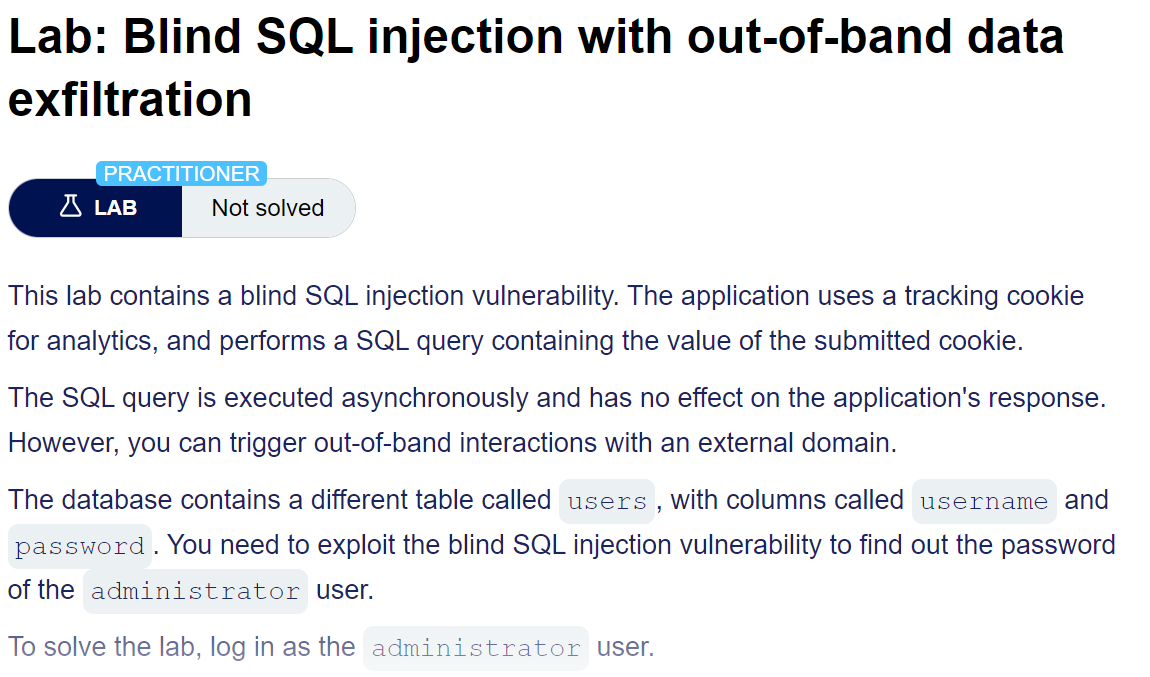 Lab: Blind SQL injection with out-of-band data
exfiltration
PRACTITIONER
LAB Not solved
This lab contains a blind SQL injection vulnerability. The application uses a tracking cookie
for analytics, and performs a SQL query containing the value of the submitted cookie.
The SQL query is executed asynchronously and has no effect on the application's response.
However, you can trigger out-of-band interactions with an external domain.
The database contains a different table called users, with columns called username and
password. You need to exploit the blind SQL injection vulnerability to find out the password
of the administrator user.
To solve the lab, log in as the administrator user.